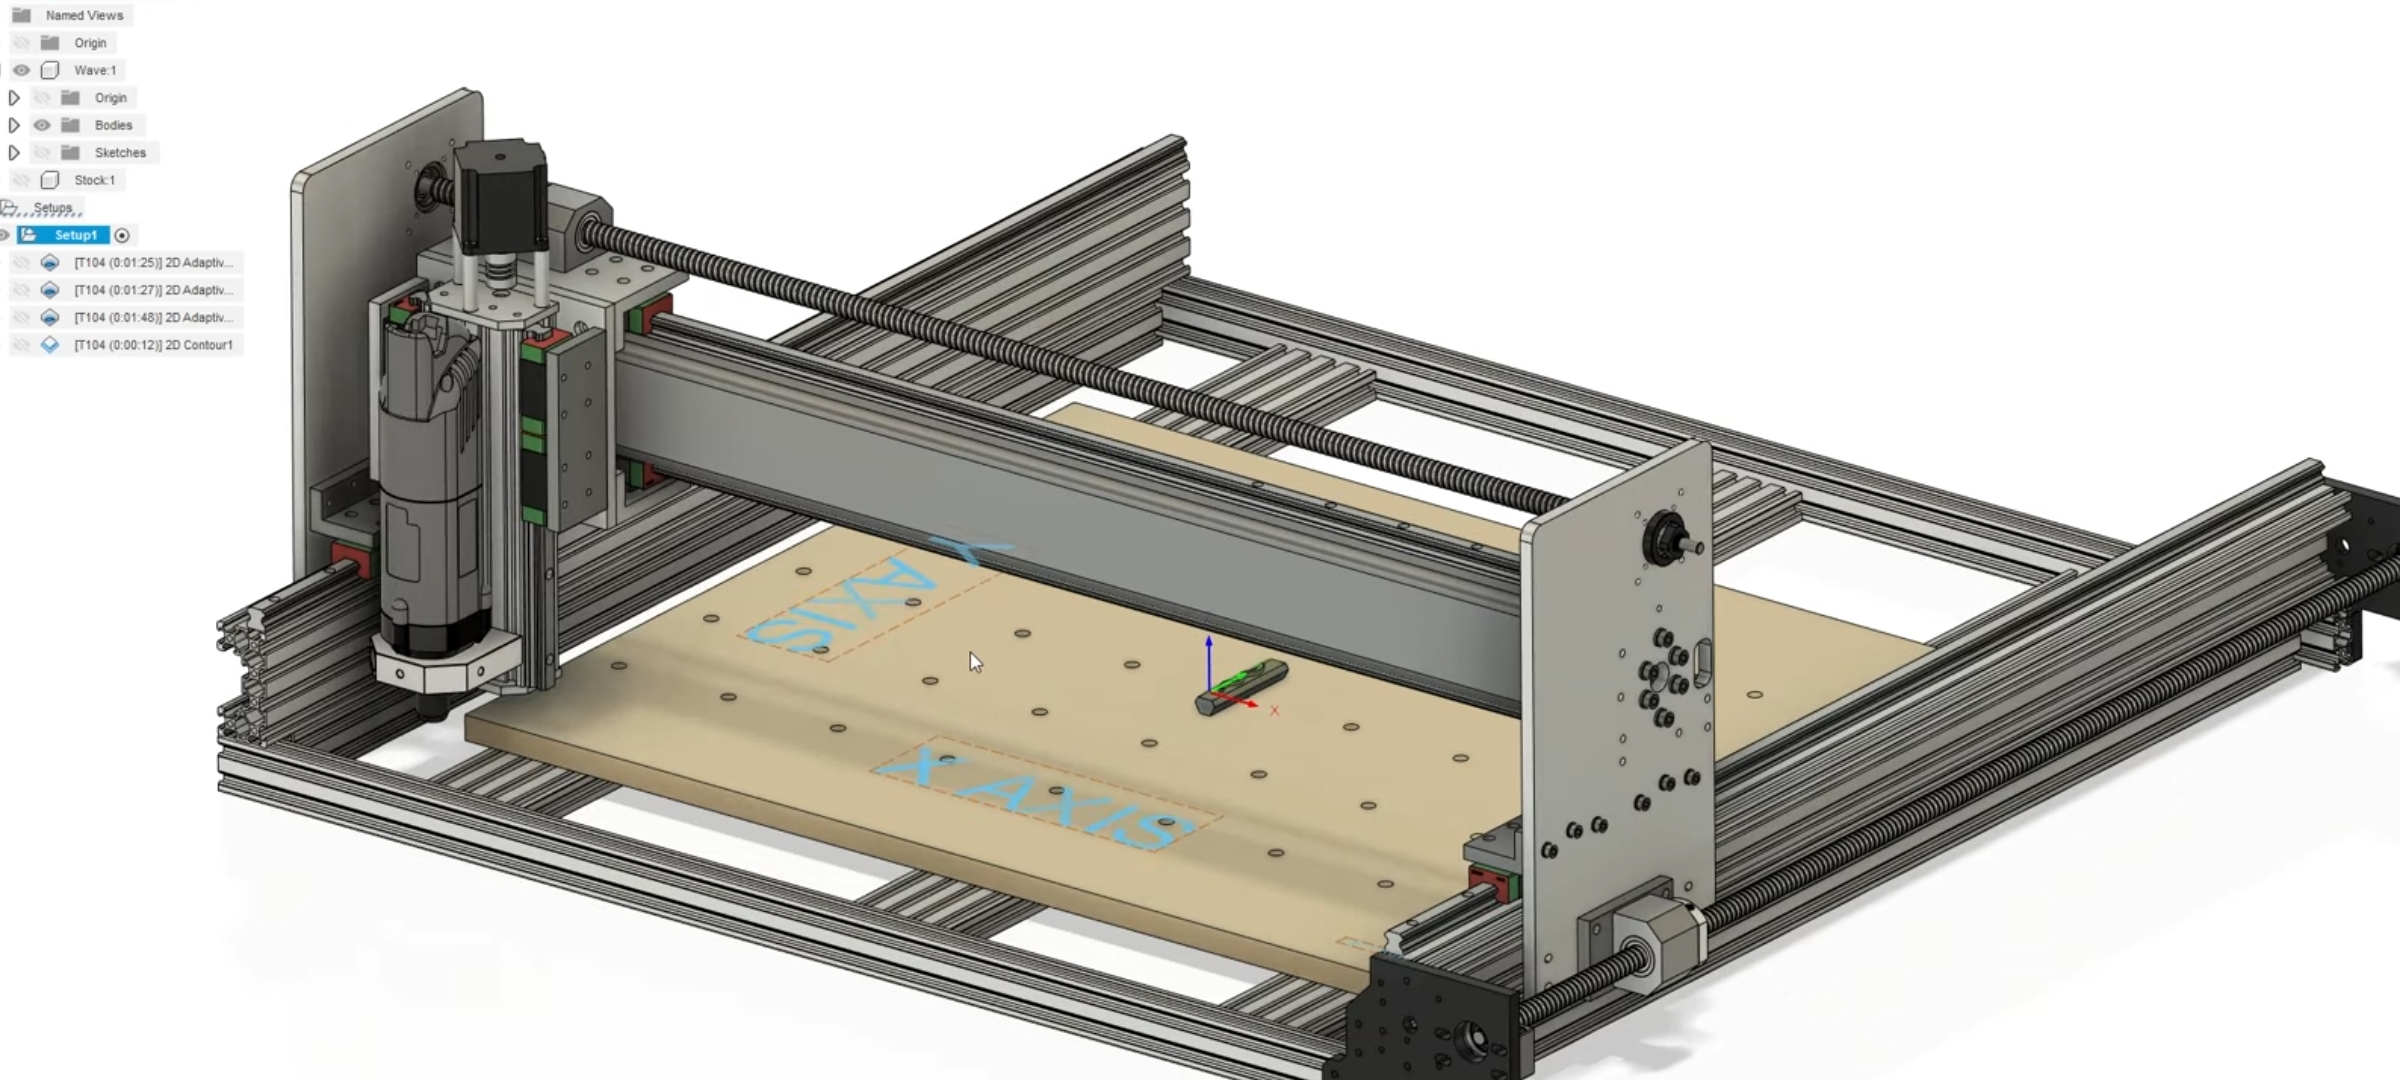 Named Views
Origin
Wave:1
Origin
Bodies
Sketches
Stock:1
Setups
Setup1
[T104 (0:01:25)] 2D Adaptiv...
[T104 (0:01:27)] 2D Adaptiv...
[T104 (0:01:48)] 2D Adaptiv...
[T104 (0:00:12)] 2D Contour1
Y AXIS
X
X AXIS